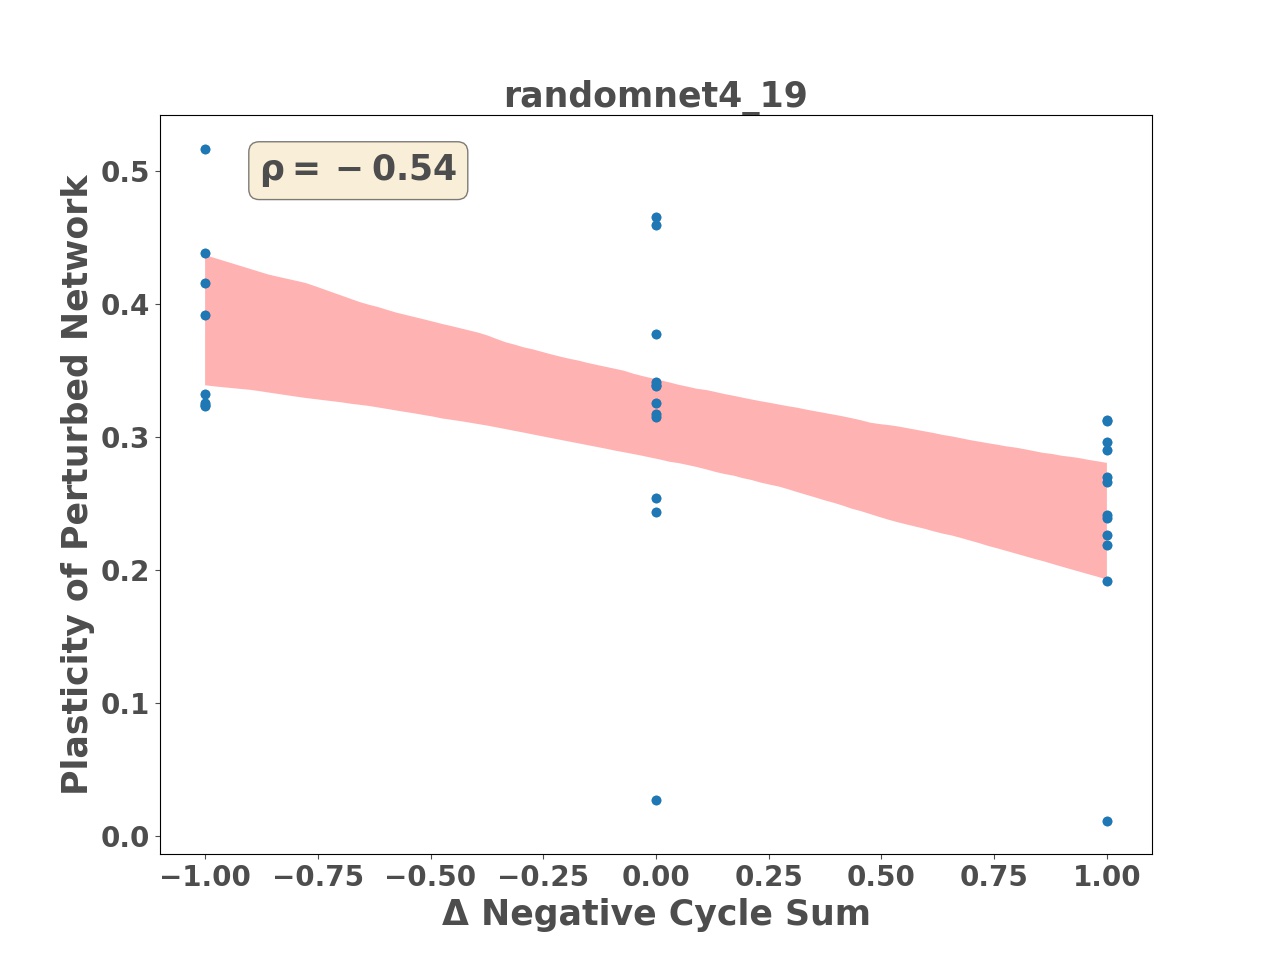 randomnet4_19
ρ = − 0.54
Plasticity of Perturbed Network
0.5
0.4
0.3
0.2
0.1
0.0
−1.00 −0.75 −0.50 −0.25 0.00 0.25 0.50 0.75 1.00
Δ Negative Cycle Sum